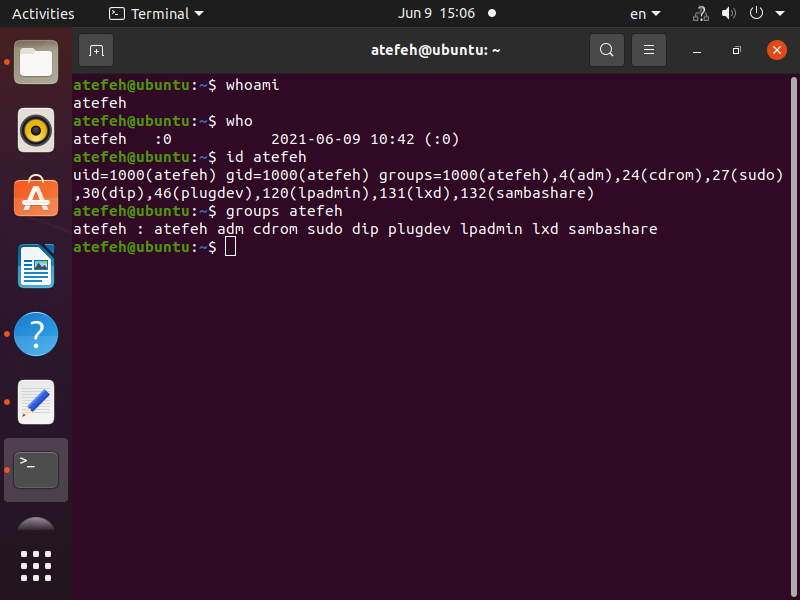 Activities Terminal Jun 9 15:06 en
atefeh@ubuntu: ~
atefeh@ubuntu:~$ whoami
atefeh
atefeh@ubuntu:~$ who
atefeh   :0           2021-06-09 10:42 (:0)
atefeh@ubuntu:~$ id atefeh
uid=1000(atefeh) gid=1000(atefeh) groups=1000(atefeh),4(adm),24(cdrom),27(sudo)
,30(dip),46(plugdev),120(lpadmin),131(lxd),132(sambashare)
atefeh@ubuntu:~$ groups atefeh
atefeh : atefeh adm cdrom sudo dip plugdev lpadmin lxd sambashare
atefeh@ubuntu:~$